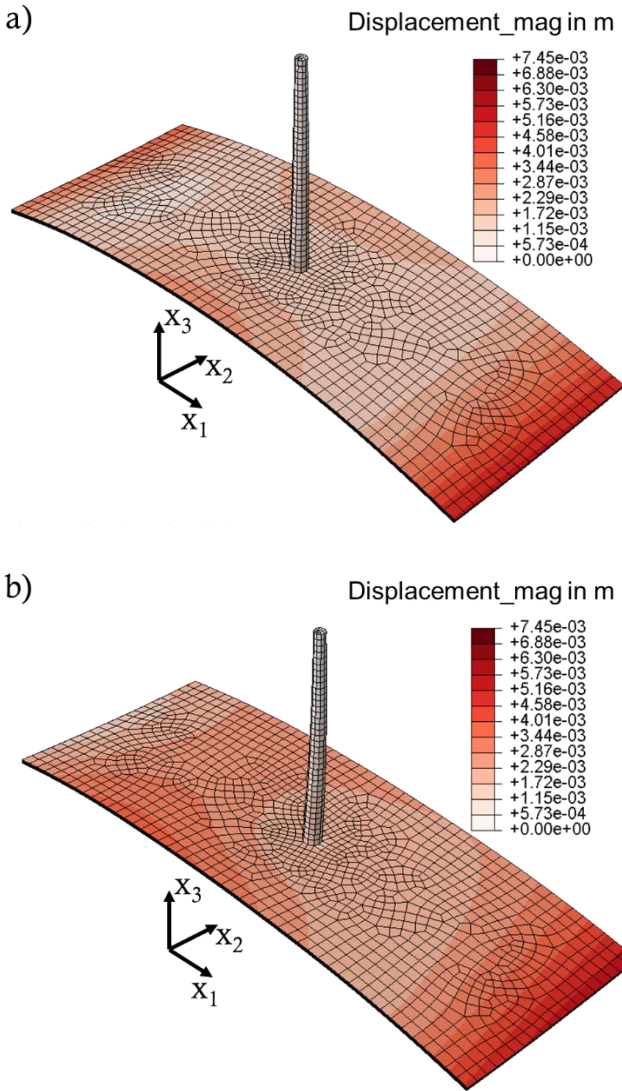 a)
Displacement_mag in m
+7.45e-03
+6.88e-03
+6.30e-03
+5.73e-03
+5.16e-03
+4.58e-03
+4.01e-03
+3.44e-03
+2.87e-03
+2.29e-03
+1.72e-03
+1.15e-03
+5.73e-04
+0.00e+00
x₃
x₂
x₁
b)
Displacement_mag in m
+7.45e-03
+6.88e-03
+6.30e-03
+5.73e-03
+5.16e-03
+4.58e-03
+4.01e-03
+3.44e-03
+2.87e-03
+2.29e-03
+1.72e-03
+1.15e-03
+5.73e-04
+0.00e+00
x₃
x₂
x₁